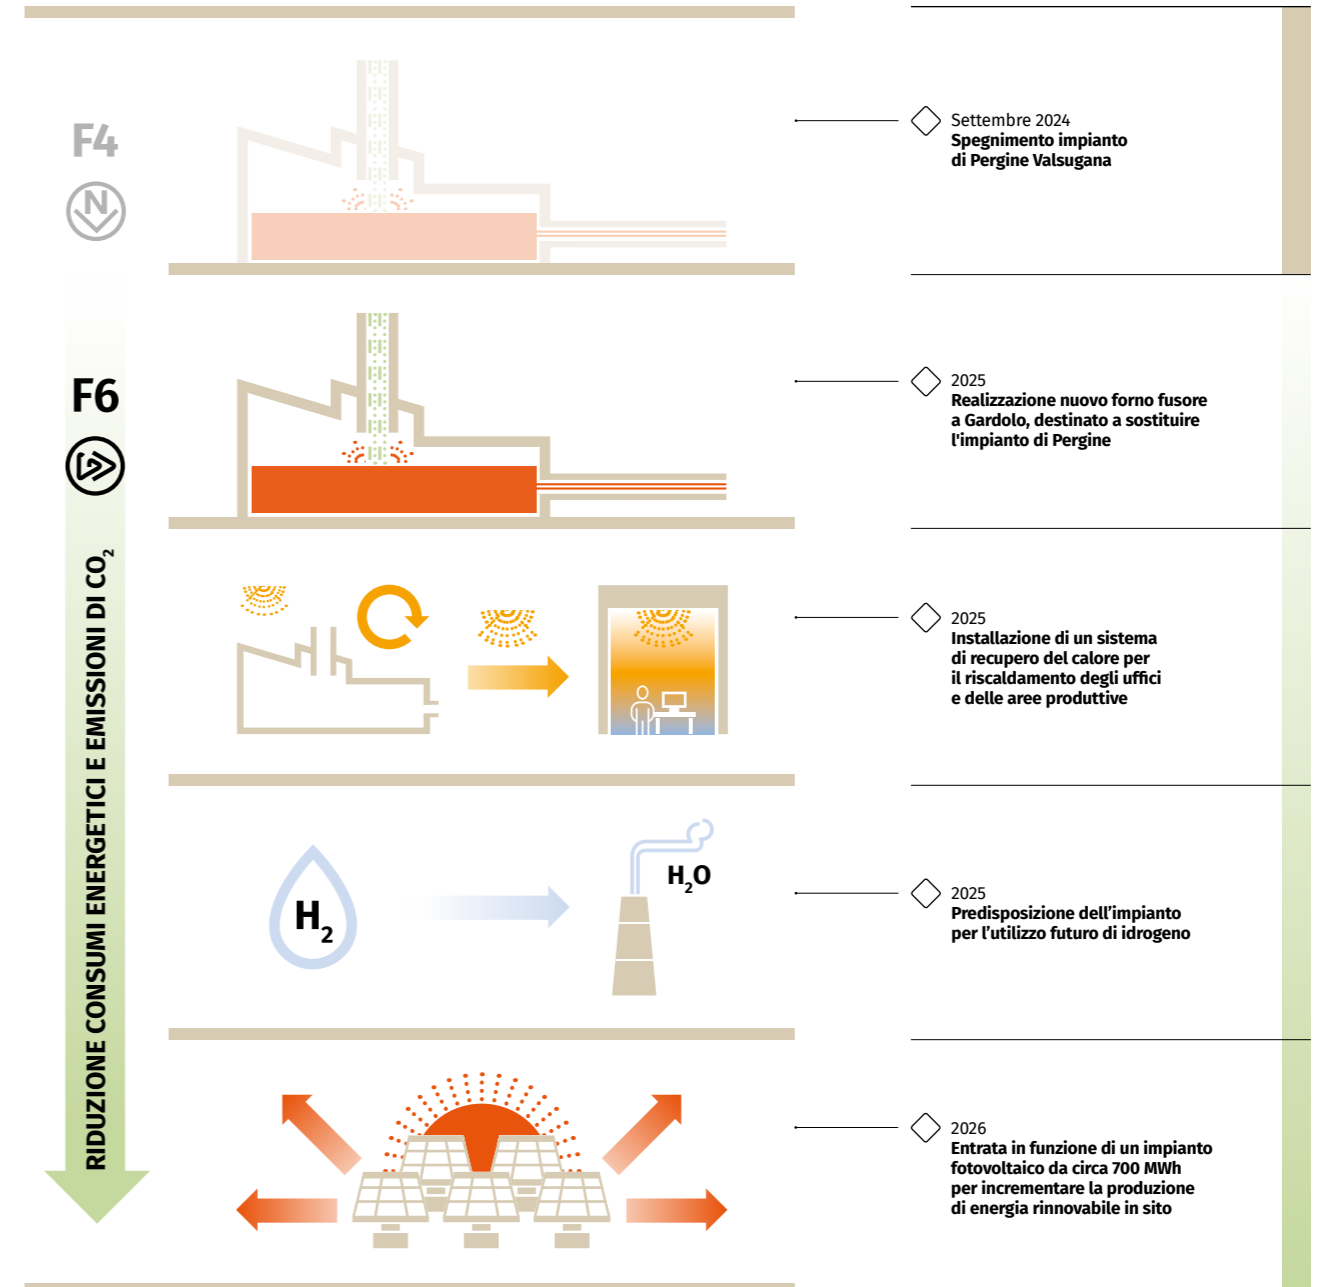 F4
N
Settembre 2024
Spegnimento impianto
di Pergine Valsugana
F6
2025
Realizzazione nuovo forno fusore
a Gardolo, destinato a sostituire
l'impianto di Pergine
RIDUZIONE CONSUMI ENERGETICI E EMISSIONI DI CO₂
2025
Installazione di un sistema
di recupero del calore per
il riscaldamento degli uffici
e delle aree produttive
H₂
H₂O
2025
Predisposizione dell’impianto
per l’utilizzo futuro di idrogeno
2026
Entrata in funzione di un impianto
fotovoltaico da circa 700 MWh
per incrementare la produzione
di energia rinnovabile in sito